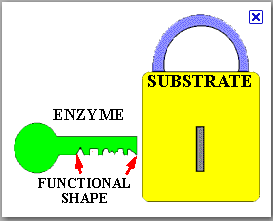 SUBSTRATE
ENZYME
FUNCTIONAL
SHAPE